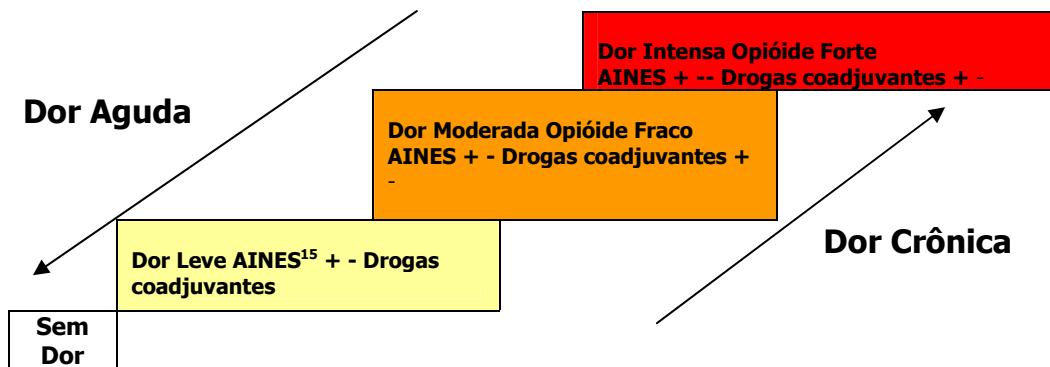 Dor Intensa Opióide Forte
AINES + -- Drogas coadjuvantes + -
Dor Aguda
Dor Moderada Opióide Fraco
AINES + - Drogas coadjuvantes +
-
Dor Crônica
Dor Leve AINES15 + - Drogas
coadjuvantes
Sem
Dor